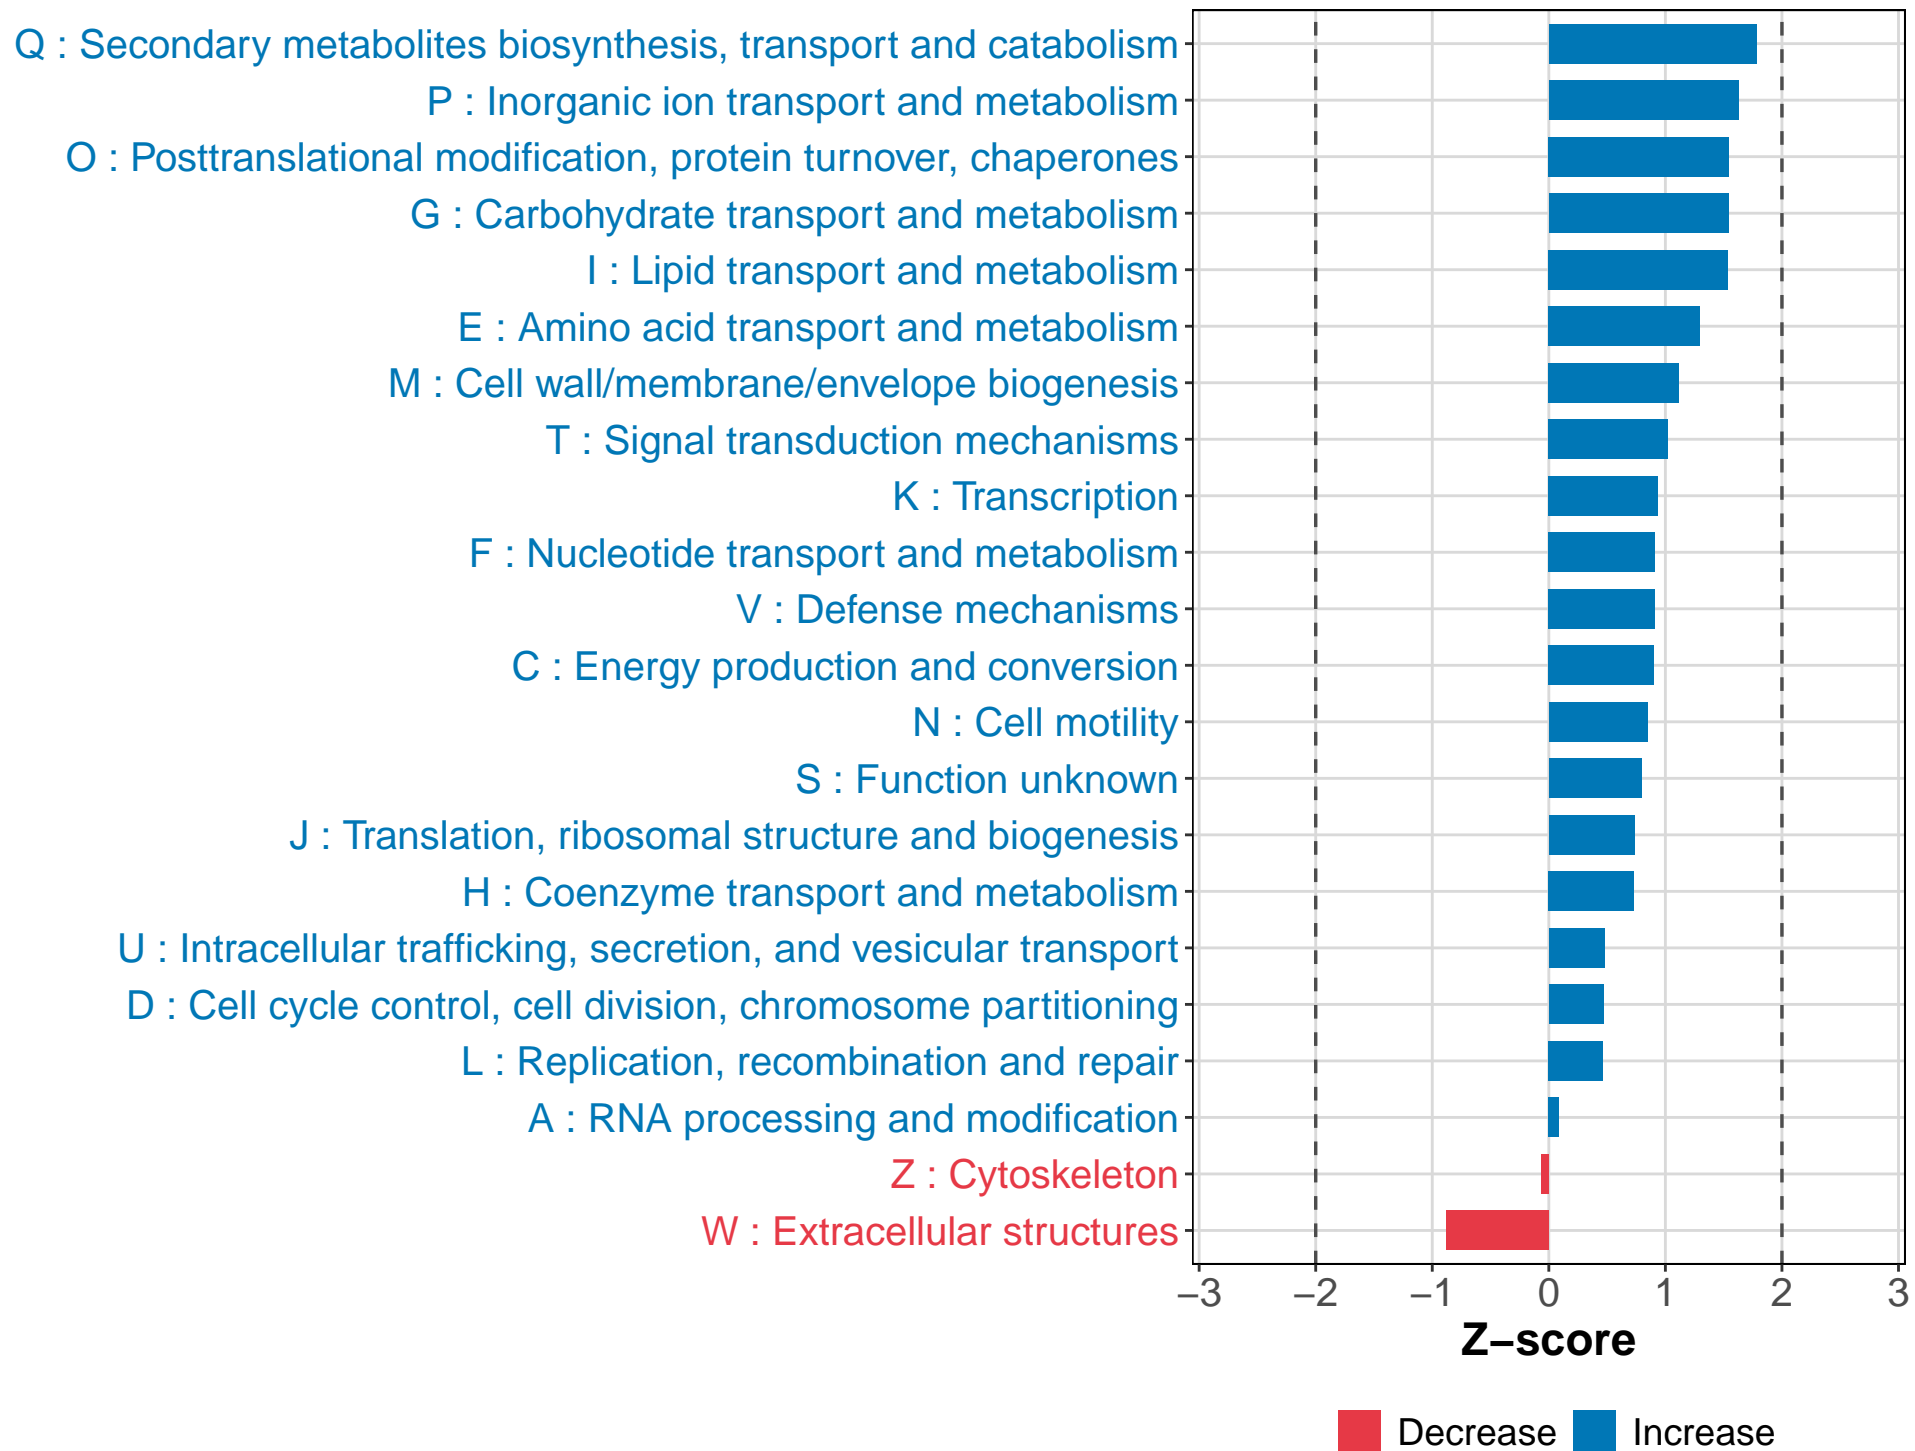 Q : Secondary metabolites biosynthesis, transport and catabolism
P : Inorganic ion transport and metabolism
O : Posttranslational modification, protein turnover, chaperones
G : Carbohydrate transport and metabolism
I : Lipid transport and metabolism
E : Amino acid transport and metabolism
M : Cell wall/membrane/envelope biogenesis
T : Signal transduction mechanisms
K : Transcription
F : Nucleotide transport and metabolism
V : Defense mechanisms
C : Energy production and conversion
N : Cell motility
S : Function unknown
J : Translation, ribosomal structure and biogenesis
H : Coenzyme transport and metabolism
U : Intracellular trafficking, secretion, and vesicular transport
D : Cell cycle control, cell division, chromosome partitioning
L : Replication, recombination and repair
A : RNA processing and modification
Z : Cytoskeleton
W : Extracellular structures
−3 −2 −1 0 1 2 3
Z−score
Decrease Increase